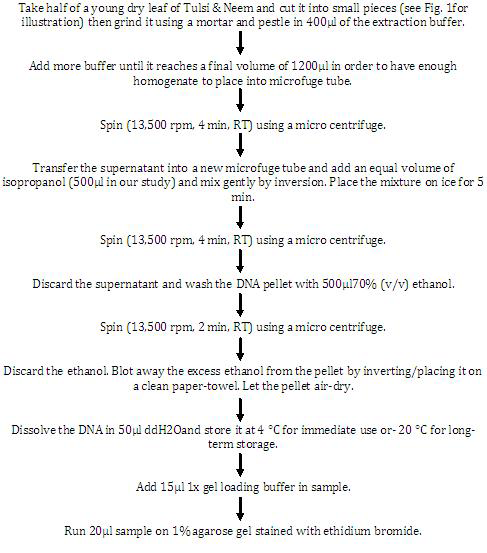 Take half of a young dry leaf of Tulsi & Neem and cut it into small pieces (see Fig. 1for
illustration) then grind it using a mortar and pestle in 400µl of the extraction buffer.
Add more buffer until it reaches a final volume of 1200µl in order to have enough
homogenate to place into microfuge tube.
Spin (13,500 rpm, 4 min, RT) using a micro centrifuge.
Transfer the supernatant into a new microfuge tube and add an equal volume of
isopropanol (500µl in our study) and mix gently by inversion. Place the mixture on ice for 5
min.
Spin (13,500 rpm, 4 min, RT) using a micro centrifuge.
Discard the supernatant and wash the DNA pellet with 500µl70% (v/v) ethanol.
Spin (13,500 rpm, 2 min, RT) using a micro centrifuge.
Discard the ethanol. Blot away the excess ethanol from the pellet by inverting/placing it on
a clean paper-towel. Let the pellet air-dry.
Dissolve the DNA in 50µl ddH2Oand store it at 4 °C for immediate use or- 20 °C for long-
term storage.
Add 15µl 1x gel loading buffer in sample.
Run 20µl sample on 1% agarose gel stained with ethidium bromide.